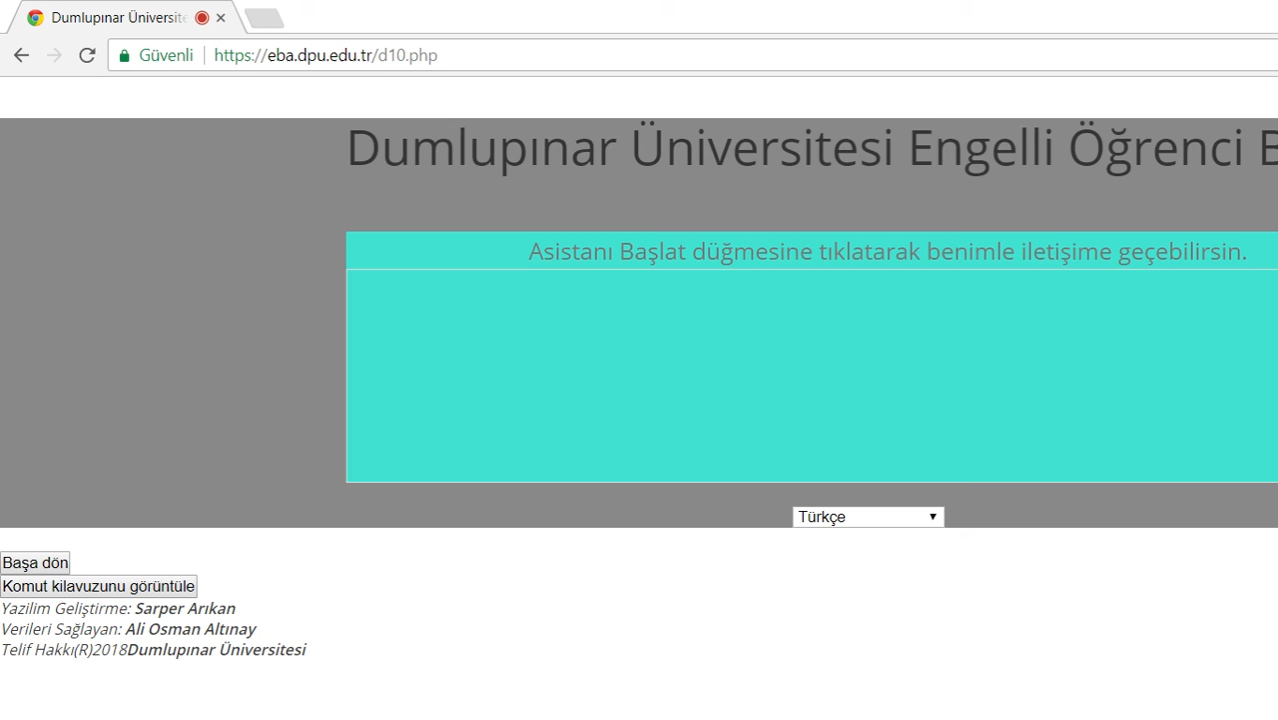 Dumlupınar Üniversite
Güvenli
https://eba.dpu.edu.tr/d10.php
Dumlupınar Üniversitesi Engelli Öğrenci
Asistanı Başlat düğmesine tıklatarak benimle iletişime geçebilirsin.
Türkçe
Başa dön
Komut kilavuzunu görüntüle
Yazilim Geliştirme: Sarper Arıkan
Verileri Sağlayan: Ali Osman Altınay
Telif Hakkı(R)2018Dumlupınar Üniversitesi